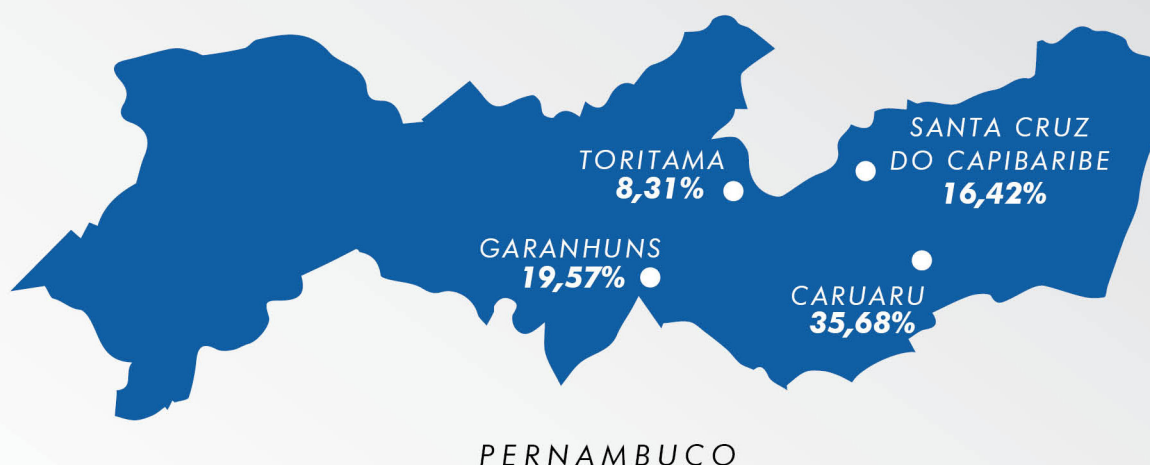 SANTA CRUZ
DO CAPIBARIBE
16,42%
TORITAMA
8,31%
GARANHUNS
19,57%
CARUARU
35,68%
PERNAMBUCO